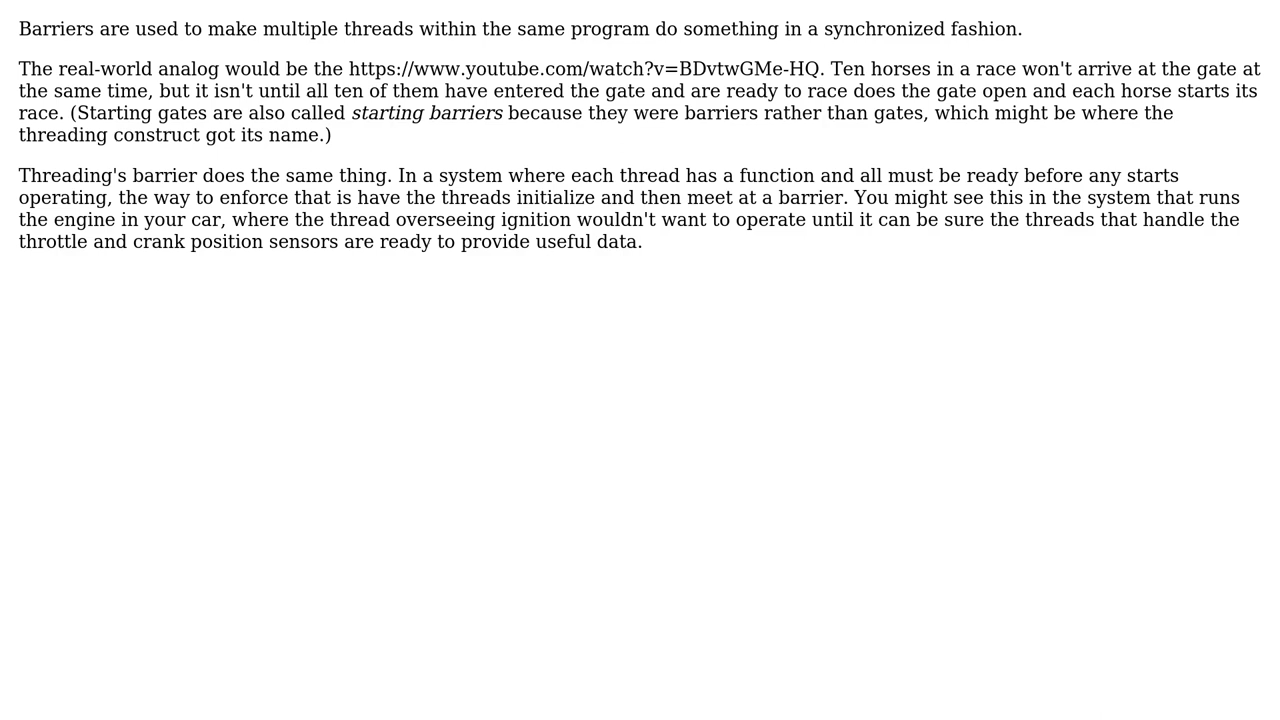 Barriers are used to make multiple threads within the same program do something in a synchronized fashion.
The real-world analog would be the https://www.youtube.com/watch?v=BDvtwGMe-HQ. Ten horses in a race won't arrive at the gate at
the same time, but it isn't until all ten of them have entered the gate and are ready to race does the gate open and each horse starts its
race. (Starting gates are also called starting barriers because they were barriers rather than gates, which might be where the
threading construct got its name.)
Threading's barrier does the same thing. In a system where each thread has a function and all must be ready before any starts
operating, the way to enforce that is have the threads initialize and then meet at a barrier. You might see this in the system that runs
the engine in your car, where the thread overseeing ignition wouldn't want to operate until it can be sure the threads that handle the
throttle and crank position sensors are ready to provide useful data.